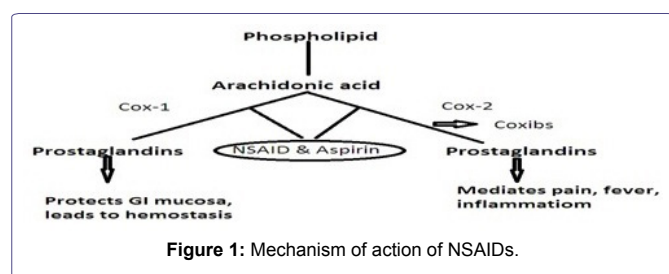 Phospholipid
Arachidonic acid
Cox-1
Cox-2
Coxibs
Prostaglandins
NSAID & Aspirin
Prostaglandins
Protects GI mucosa,
leads to hemostasis
Mediates pain, fever,
inflammatiom
Figure 1: Mechanism of action of NSAIDs.